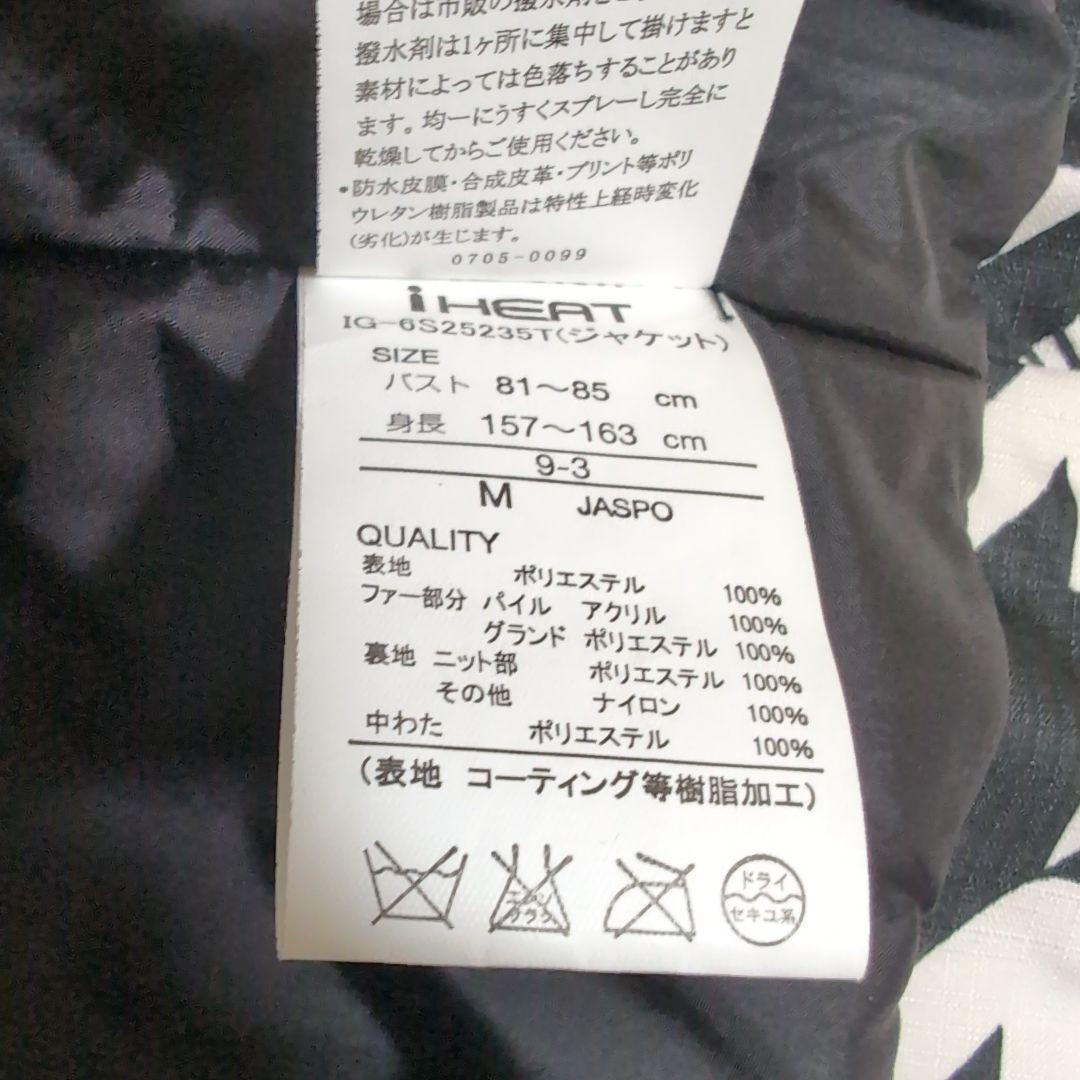 場合は市販の撥水剤を
撥水剤は1ヶ所に集中して掛けますと
素材によっては色落ちすることがあり
ます。均一にうすくスプレーし完全に
乾燥してからご使用ください。
•防水皮膜・合成皮革・プリント等ポリ
ウレタン樹脂製品は特性上経時変化
(劣化)が生じます。
0705-0099
iHEAT
IG-6S25235T(ジャケット)
SIZE
バスト 81～85 cm
身長 157～163 cm
9-3
M JASPO
QUALITY
表地 ポリエステル 100%
ファー部分 パイル アクリル 100%
グランド ポリエステル 100%
裏地 ニット部 ポリエステル 100%
その他 ナイロン 100%
中わた ポリエステル 100%
(表地 コーティング等樹脂加工)
エンソ
サラシ
ドライ
セキユ系